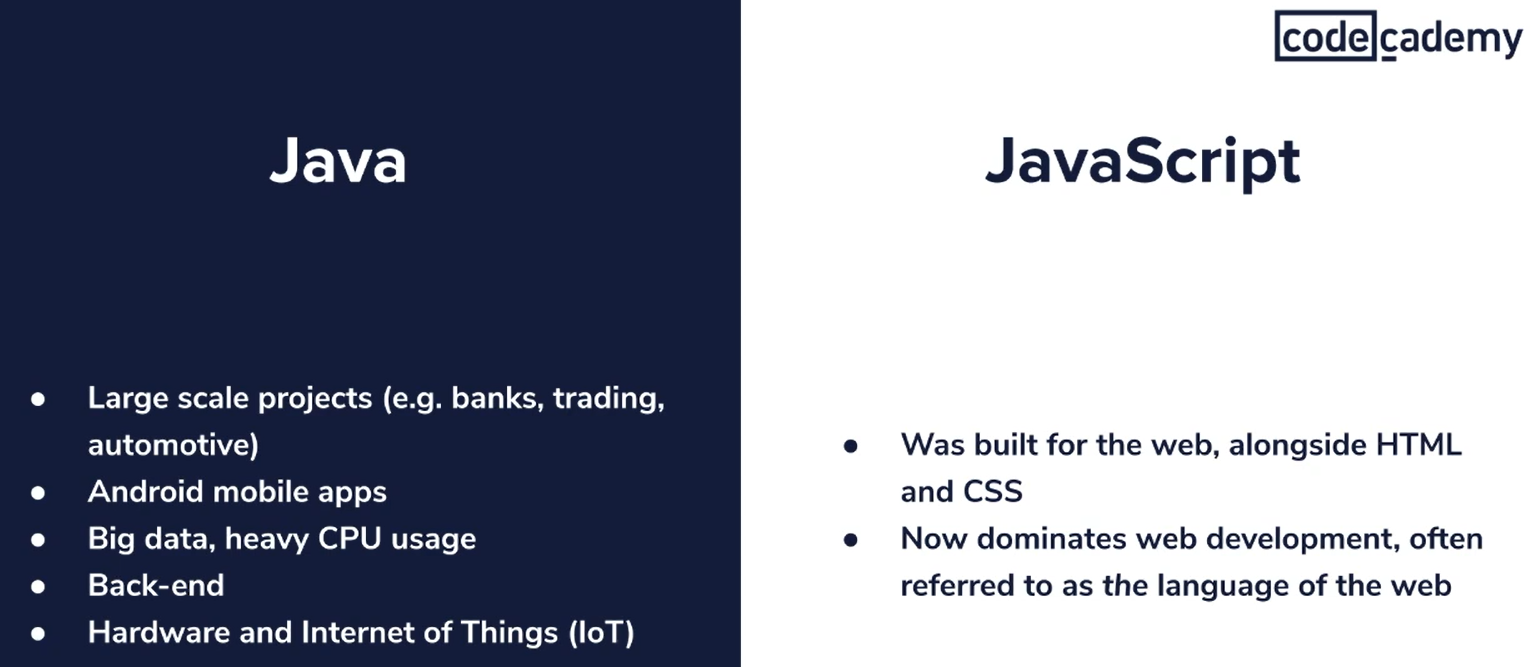 codecademy
Java
● Large scale projects (e.g. banks, trading,
automotive)
● Android mobile apps
● Big data, heavy CPU usage
● Back-end
● Hardware and Internet of Things (IoT)
JavaScript
● Was built for the web, alongside HTML
and CSS
● Now dominates web development, often
referred to as the language of the web